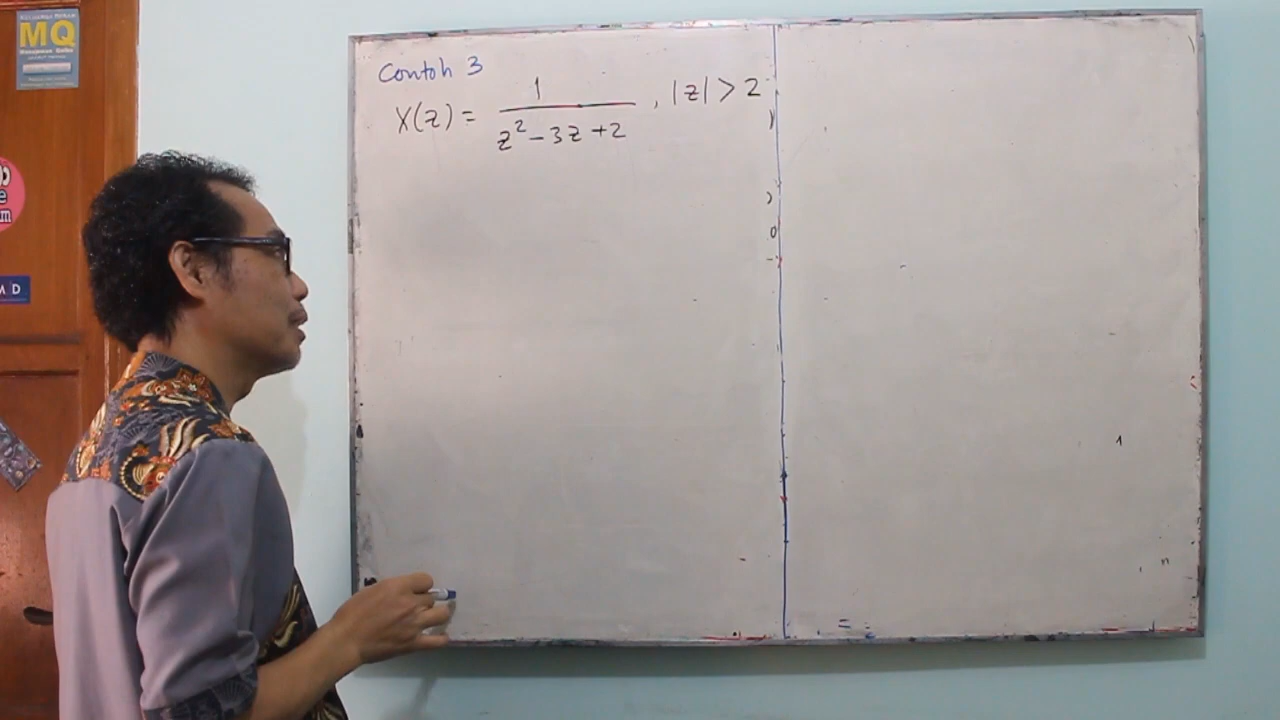 MQ
Contoh 3
X(z) = 1 / (z² - 3z + 2) , |z| > 2